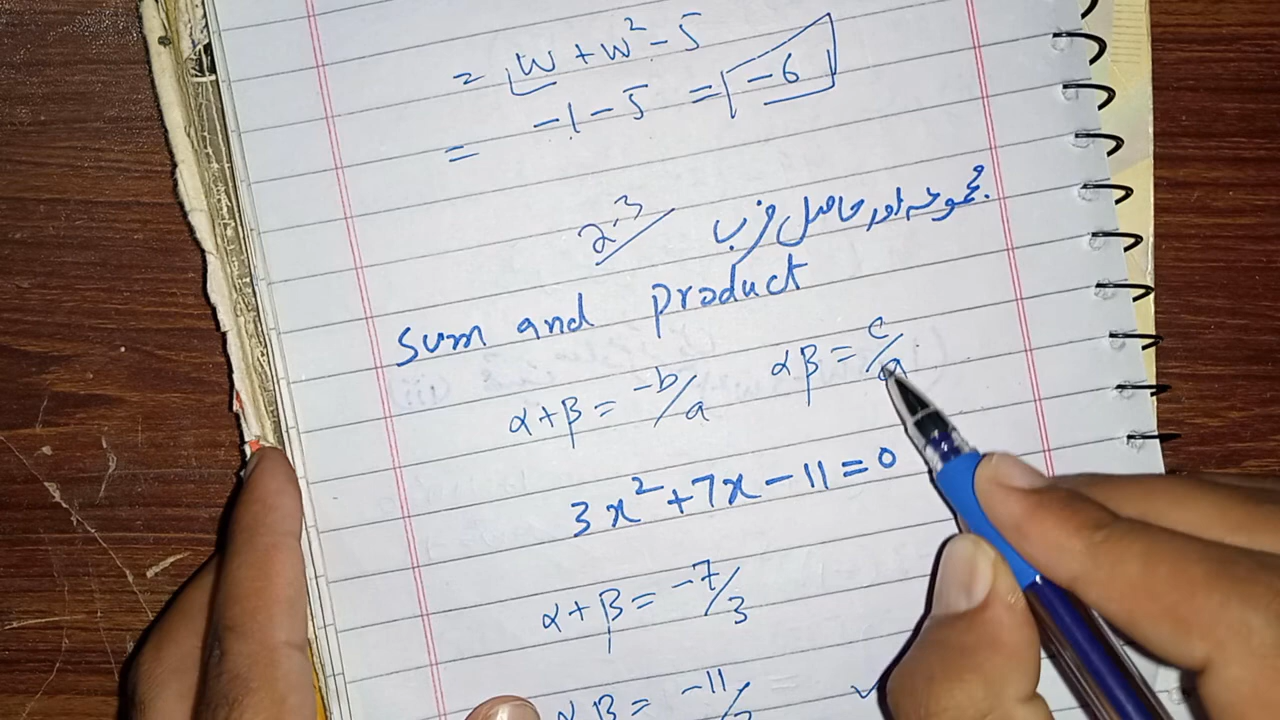 = w + w² - 5
= -1 - 5 = -6
2.3 مجموعہ اور حاصل ضرب
Sum and product
α+β = -b/a αβ = c/a
3x² + 7x - 11 = 0
α+β = -7/3
αβ = -11/